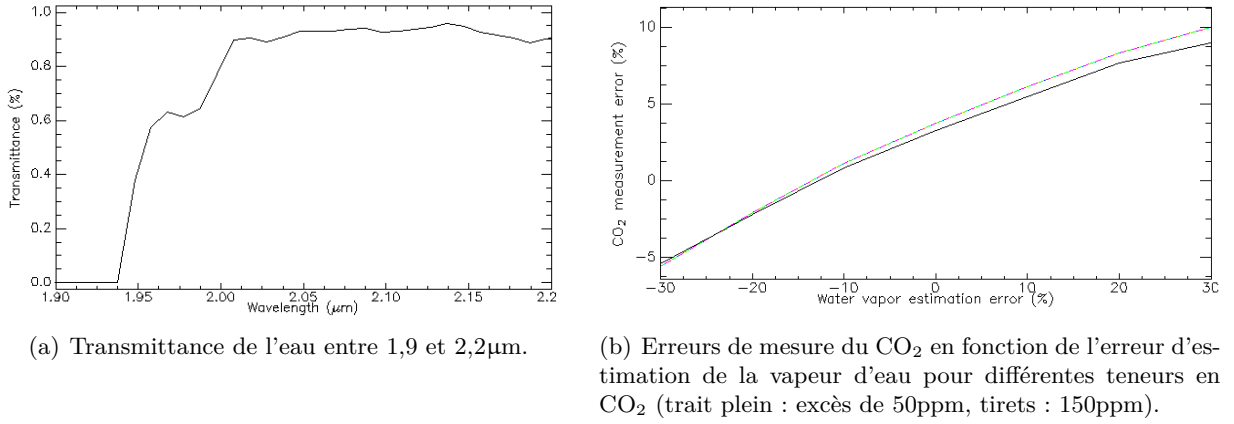 1.0
0.8
0.6
0.4
0.2
0.0
Transmittance (%)
1.90 1.95 2.00 2.05 2.10 2.15 2.2
Wavelength (μm)
(a) Transmittance de l'eau entre 1,9 et 2,2μm.
10
5
0
−5
CO₂ measurement error (%)
−30 −20 −10 0 10 20 30
Water vapor estimation error (%)
(b) Erreurs de mesure du CO₂ en fonction de l'erreur d'es-
timation de la vapeur d'eau pour différentes teneurs en
CO₂ (trait plein : excès de 50ppm, tirets : 150ppm).